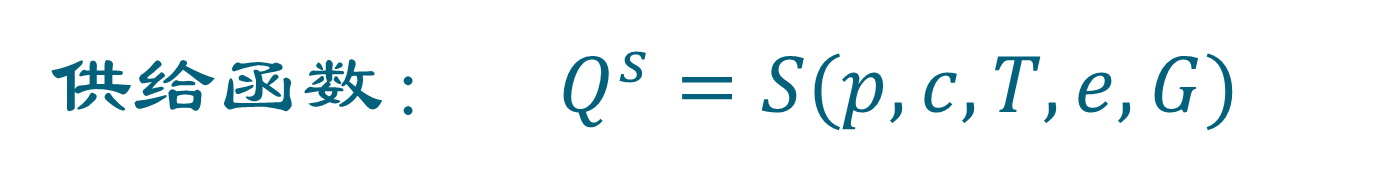 供给函数： Qˢ = S(p, c, T, e, G)